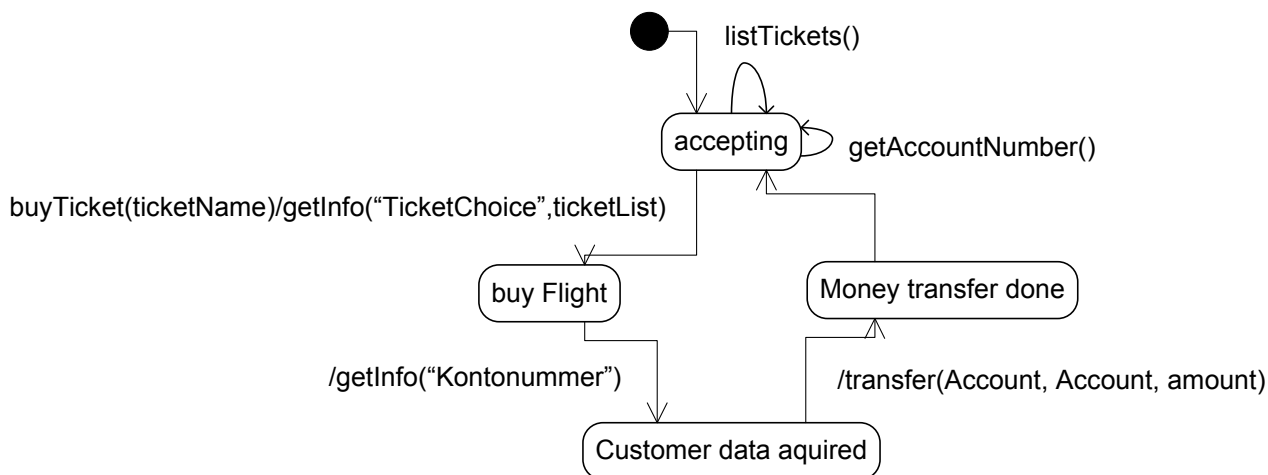 listTickets()
accepting
getAccountNumber()
buyTicket(ticketName)/getInfo(“TicketChoice”,ticketList)
buy Flight
Money transfer done
/getInfo(“Kontonummer”)
/transfer(Account, Account, amount)
Customer data aquired